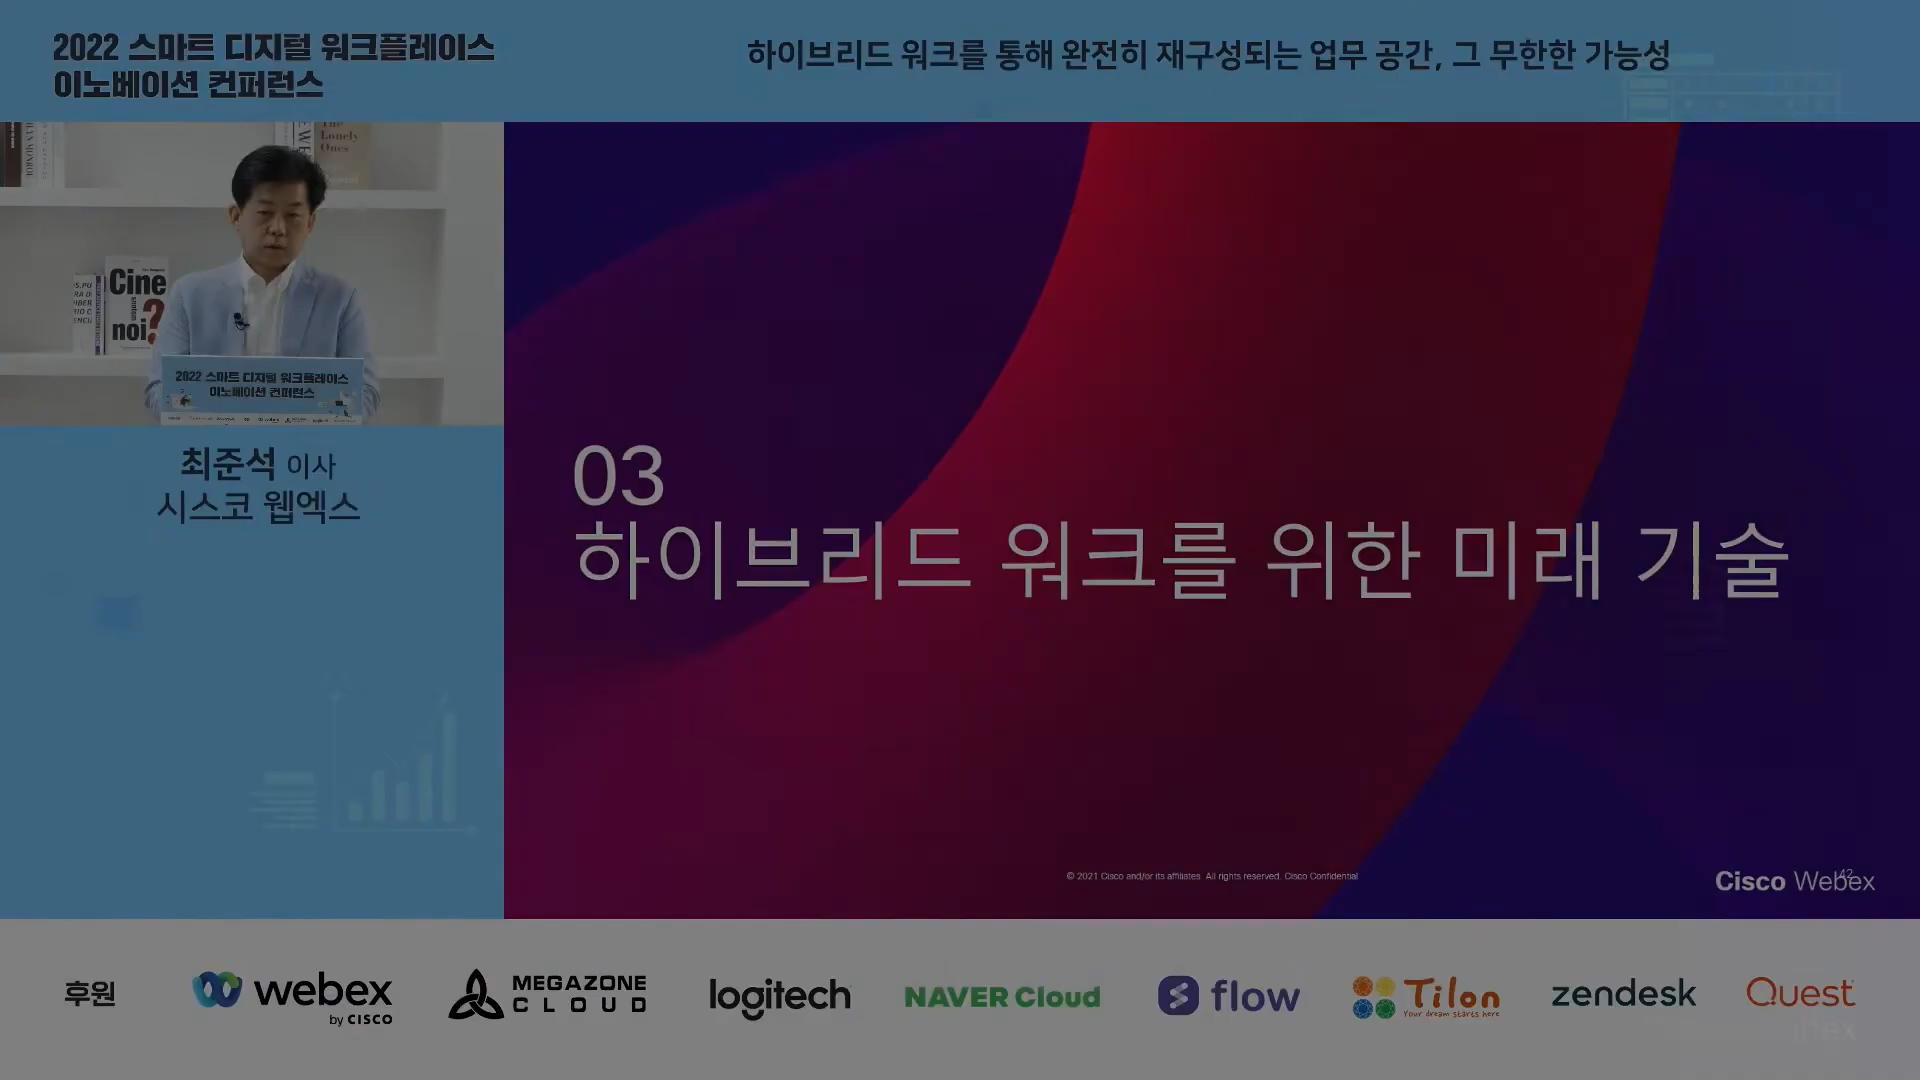 2022 스마트 디지털 워크플레이스
이노베이션 컨퍼런스
하이브리드 워크를 통해 완전히 재구성되는 업무 공간, 그 무한한 가능성
The
Lonely
Ones
Cine
noi?
2022 스마트 디지털 워크플레이스
이노베이션 컨퍼런스
최준석 이사
시스코 웹엑스
03
하이브리드 워크를 위한 미래 기술
© 2021 Cisco and/or its affiliates. All rights reserved. Cisco Confidential
Cisco Webex
42
후원
webex
by CISCO
MEGAZONE
CLOUD
logitech
NAVER Cloud
flow
Tilon
Your dream starts here
zendesk
Quest